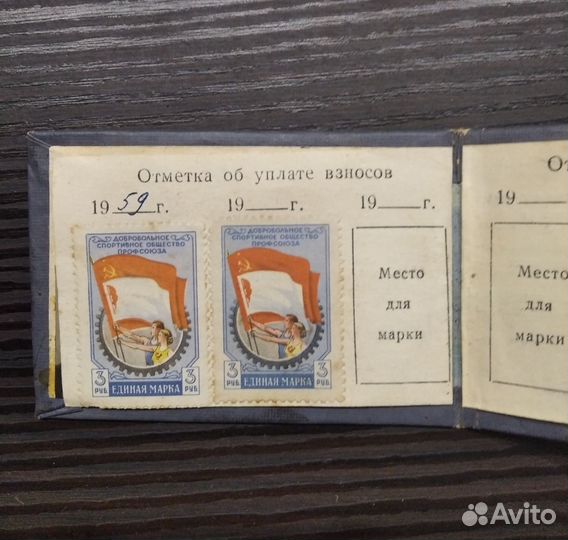 Отметка об уплате взносов
От
19 59 г. 19 г. 19 г. 19
ДОБРОВОЛЬНОЕ
СПОРТИВНОЕ ОБЩЕСТВО
ПРОФСОЮЗА
3 РУБ. ЕДИНАЯ МАРКА 3 РУБ.
ДОБРОВОЛЬНОЕ
СПОРТИВНОЕ ОБЩЕСТВО
ПРОФСОЮЗА
3 РУБ. ЕДИНАЯ МАРКА 3 РУБ.
Место
для
марки
Место
для
марки
Avito